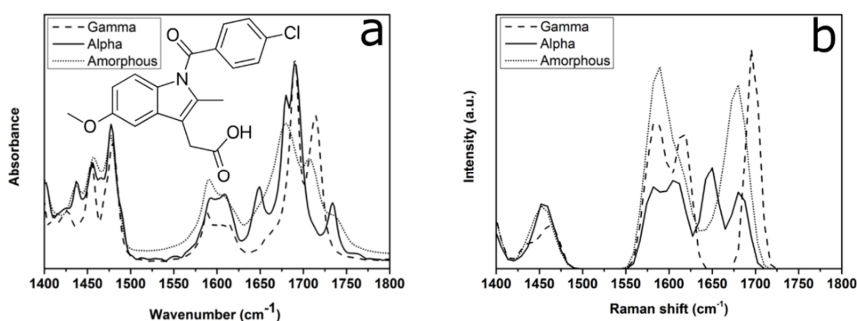 a
Gamma
Alpha
Amorphous
O
Cl
N
O
OH
O
Absorbance
1400 1450 1500 1550 1600 1650 1700 1750 1800
Wavenumber (cm-1)
b
Gamma
Alpha
Amorphous
Intensity (a.u.)
1400 1450 1500 1550 1600 1650 1700 1750 1800
Raman shift (cm-1)